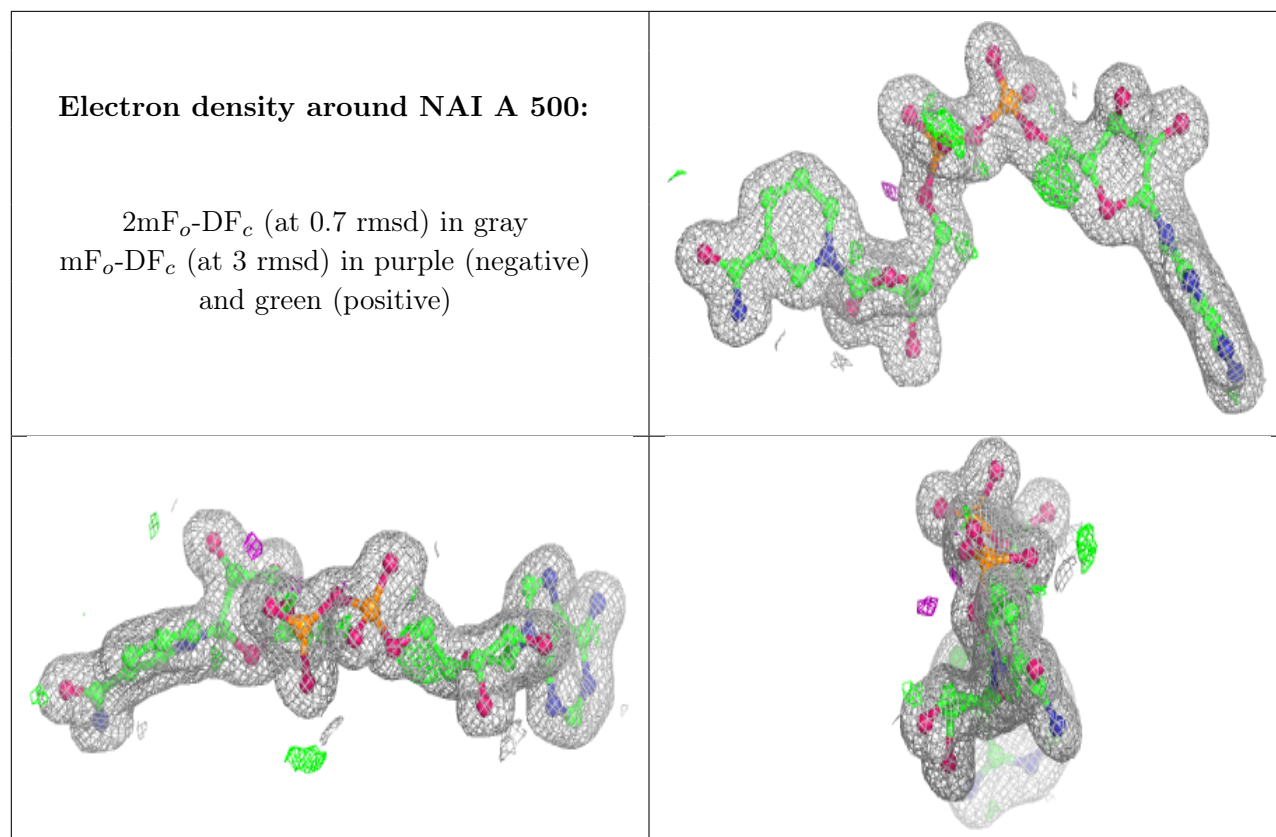 Electron density around NAI A 500:
2mFₒ-DF𝑐 (at 0.7 rmsd) in gray
mFₒ-DF𝑐 (at 3 rmsd) in purple (negative)
and green (positive)